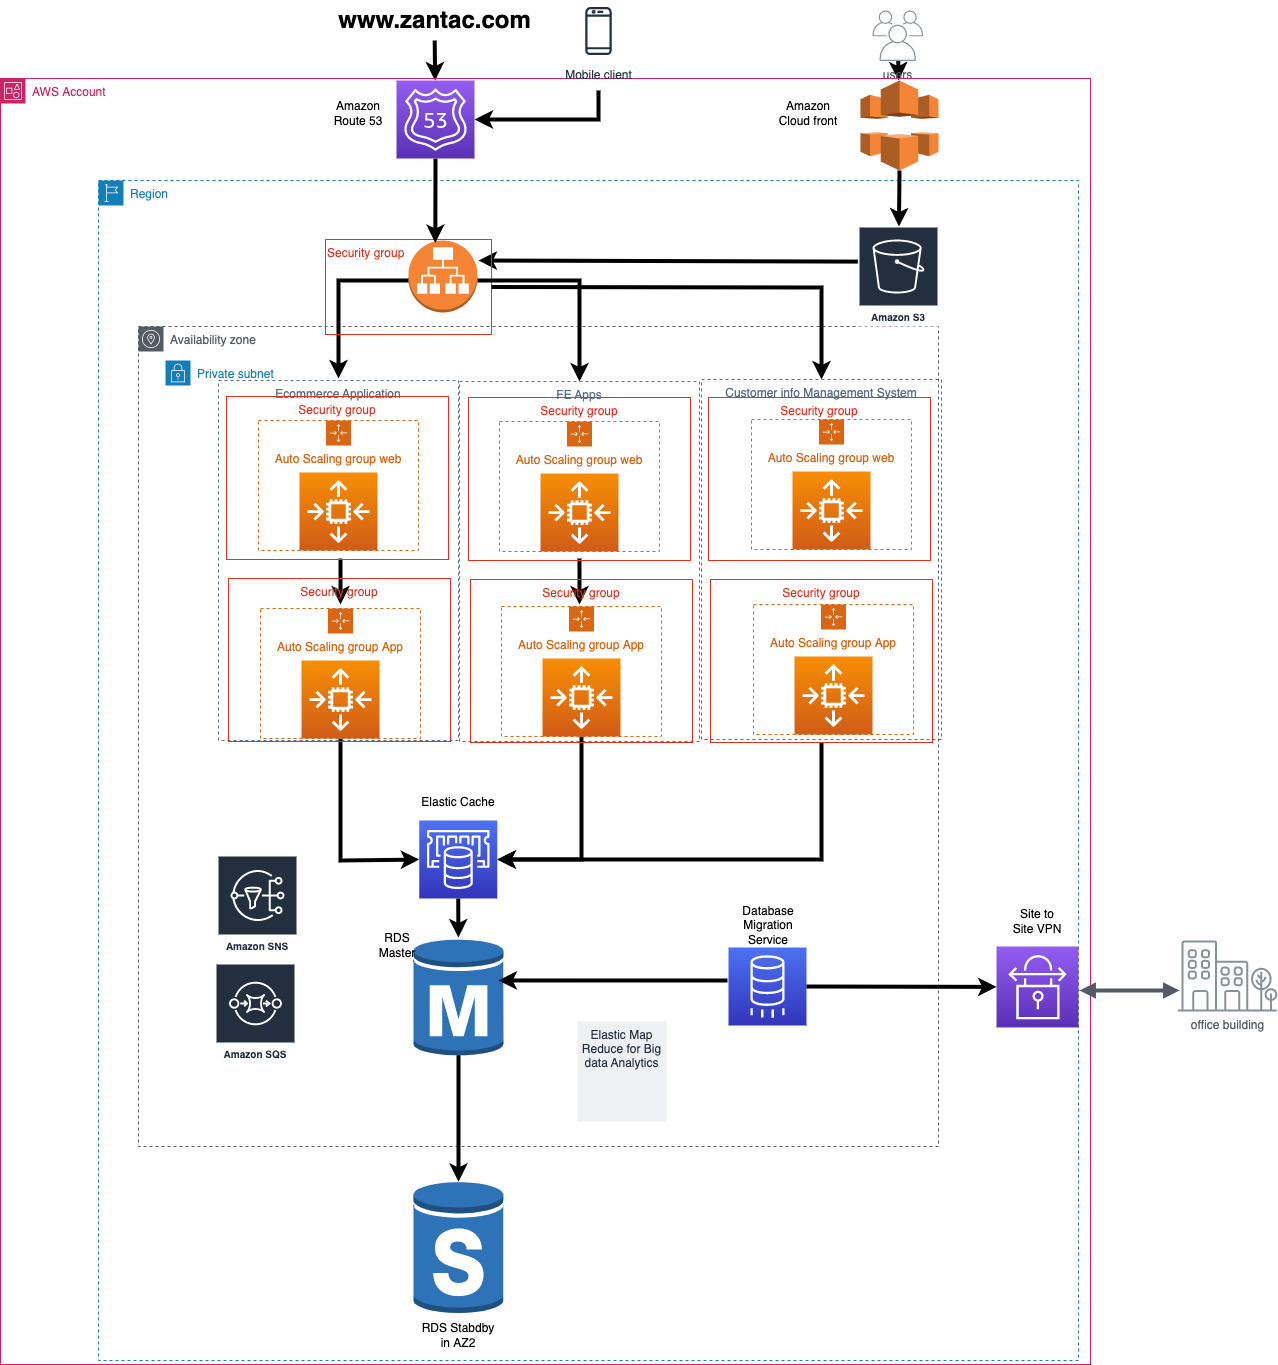 www.zantac.com
Mobile client
users
AWS Account
Amazon
Route 53
53
Amazon
Cloud front
Region
Security group
Amazon S3
Availability zone
Private subnet
Ecommerce Application
FE Apps
Customer info Management System
Security group
Security group
Security group
Auto Scaling group web
Auto Scaling group web
Auto Scaling group web
Security group
Security group
Security group
Auto Scaling group App
Auto Scaling group App
Auto Scaling group App
Elastic Cache
Amazon SNS
Amazon SQS
RDS
Master
M
Database
Migration
Service
Site to
Site VPN
office building
Elastic Map
Reduce for Big
data Analytics
S
RDS Stabdby
in AZ2